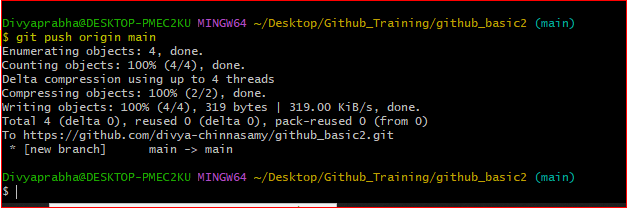 Divyaprabha@DESKTOP-PMEC2KU MINGW64 ~/Desktop/Github_Training/github_basic2 (main)
$ git push origin main
Enumerating objects: 4, done.
Counting objects: 100% (4/4), done.
Delta compression using up to 4 threads
Compressing objects: 100% (2/2), done.
Writing objects: 100% (4/4), 319 bytes | 319.00 KiB/s, done.
Total 4 (delta 0), reused 0 (delta 0), pack-reused 0 (from 0)
To https://github.com/divya-chinnasamy/github_basic2.git
 * [new branch]      main -> main
Divyaprabha@DESKTOP-PMEC2KU MINGW64 ~/Desktop/Github_Training/github_basic2 (main)
$